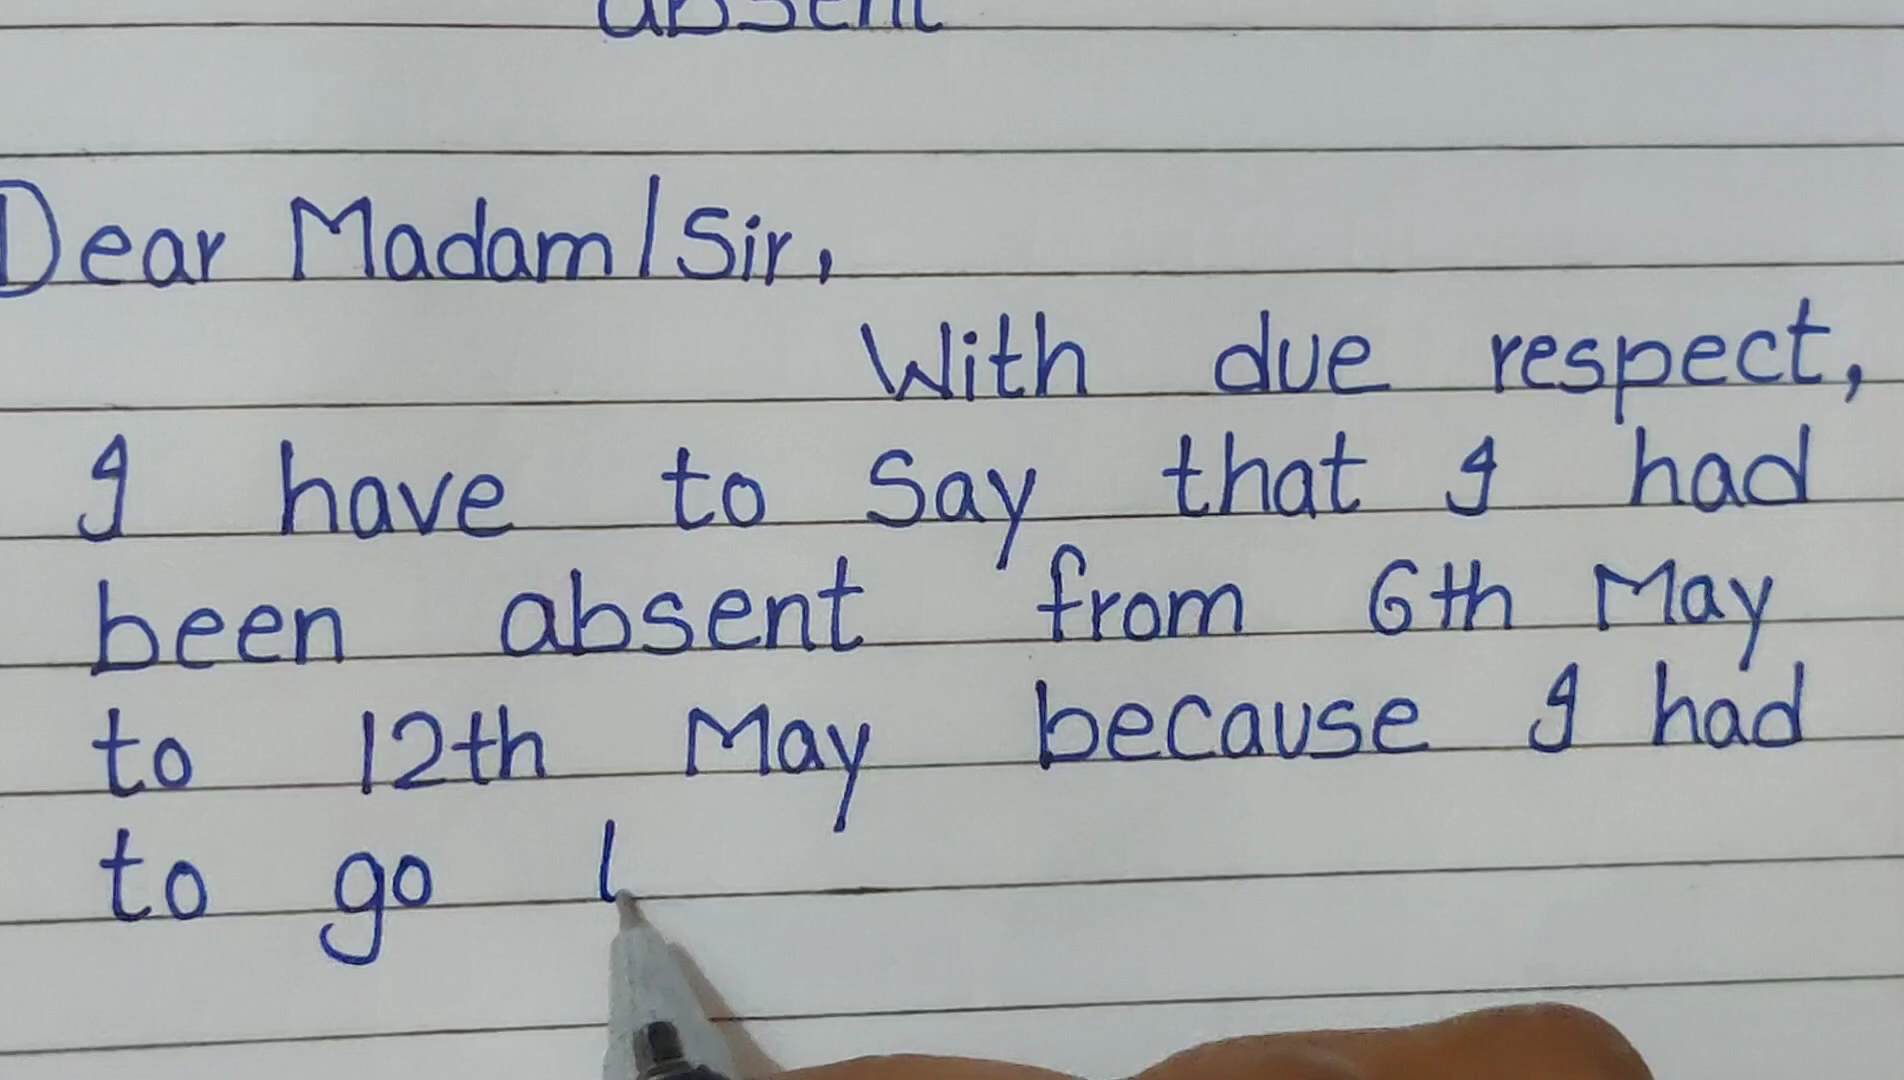 absent
Dear Madam/Sir,
With due respect,
I have to Say that I had
been absent from 6th May
to 12th May because I had
to go